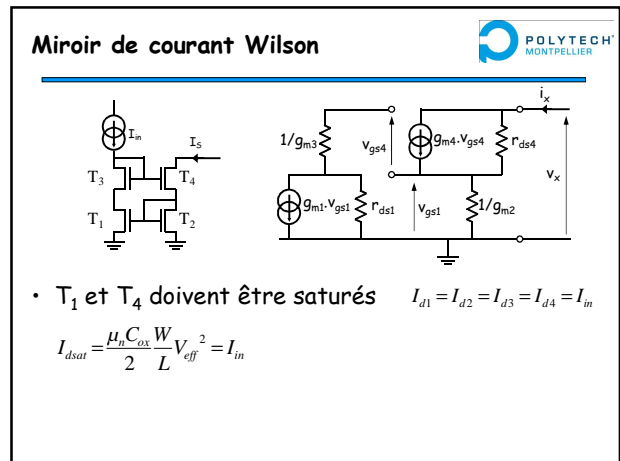 Miroir de courant Wilson
POLYTECH'
MONTPELLIER
I_in
I_S
T_3
T_4
T_1
T_2
i_x
1/g_m3
v_gs4
g_m4.v_gs4
r_ds4
v_x
g_m1.v_gs1
r_ds1
v_gs1
1/g_m2
• T_1 et T_4 doivent être saturés I_d1 = I_d2 = I_d3 = I_d4 = I_in
I_dsat = μ_n C_ox / 2 W / L V_eff^2 = I_in